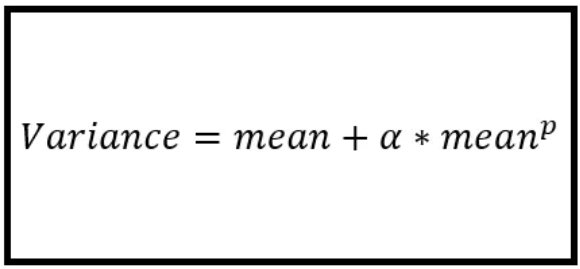 Variance = mean + α * mean^p